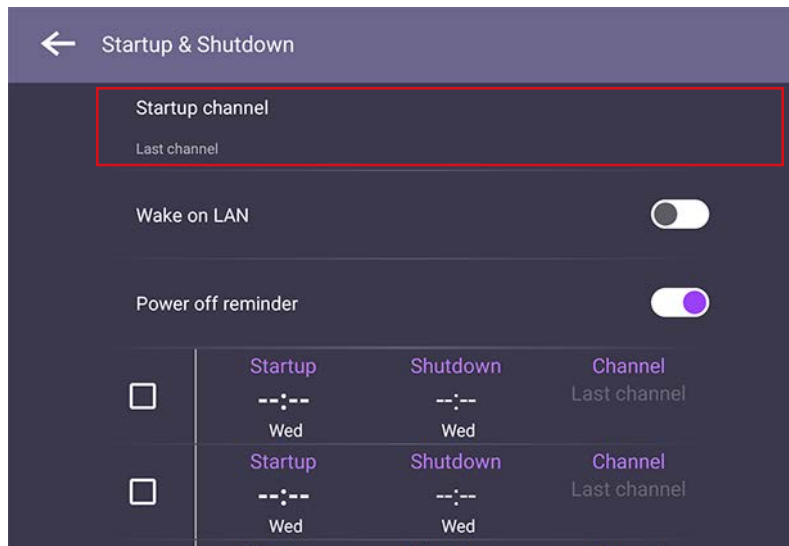 Startup & Shutdown
Startup channel
Last channel
Wake on LAN
Power off reminder
Startup Shutdown Channel
--:-- --:-- Last channel
Wed Wed
Startup Shutdown Channel
--:-- --:-- Last channel
Wed Wed